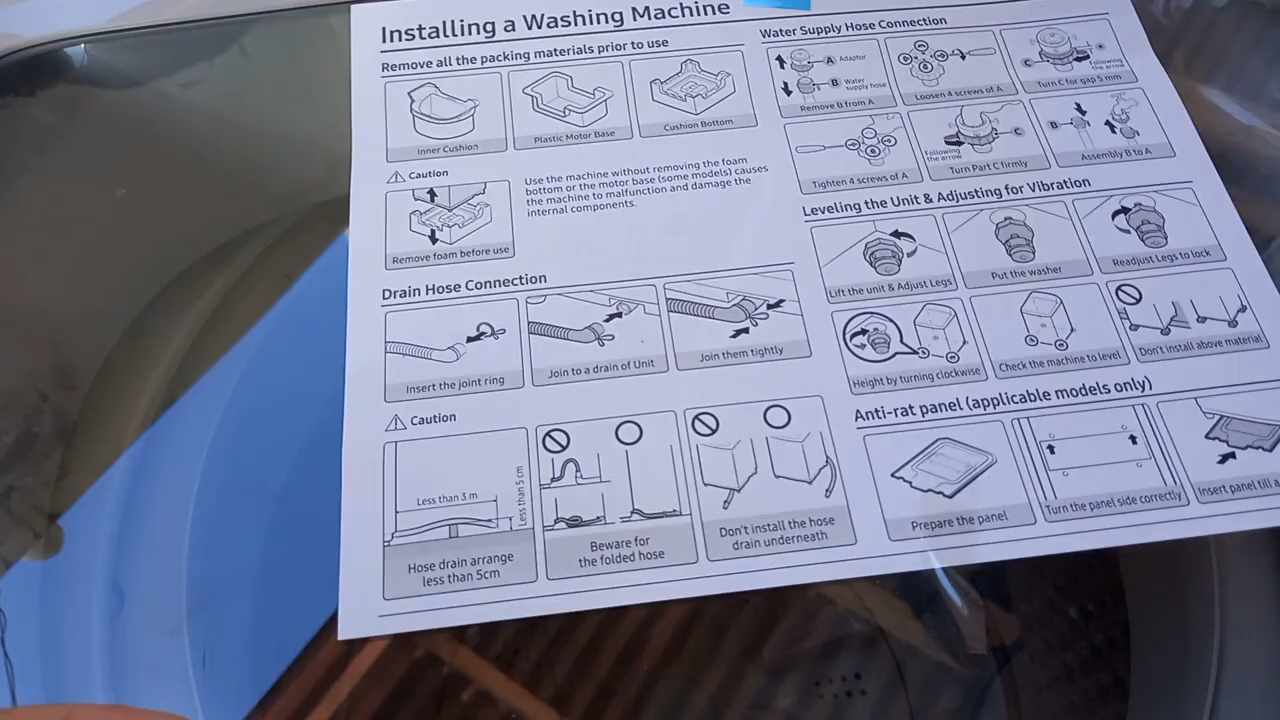 Installing a Washing Machine
Remove all the packing materials prior to use
Inner Cushion
Plastic Motor Base
Cushion Bottom
Caution
Remove foam before use
Use the machine without removing the foam
bottom or the motor base (some models) causes
the machine to malfunction and damage the
internal components.
Drain Hose Connection
Insert the joint ring
Join to a drain of Unit
Join them tightly
Caution
Less than 3 m
Less than 5 cm
Hose drain arrange
less than 5cm
Beware for
the folded hose
Don't install the hose
drain underneath
Water Supply Hose Connection
A Adaptor
B Water
supply hose
Remove B from A
Loosen 4 screws of A
C
Following
the arrow
Turn C for gap 5 mm
Tighten 4 screws of A
C
Following
the arrow
Turn Part C firmly
B
Assembly B to A
Leveling the Unit & Adjusting for Vibration
Lift the unit & Adjust Legs
Put the washer
Readjust Legs to lock
Height by turning clockwise
Check the machine to level
Don't install above material
Anti-rat panel (applicable models only)
Prepare the panel
Turn the panel side correctly
Insert panel till a